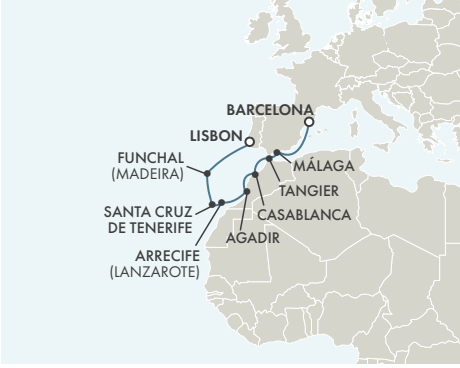 BARCELONA
LISBON
FUNCHAL
(MADEIRA)
MÁLAGA
TANGIER
SANTA CRUZ
DE TENERIFE
CASABLANCA
AGADIR
ARRECIFE
(LANZAROTE)